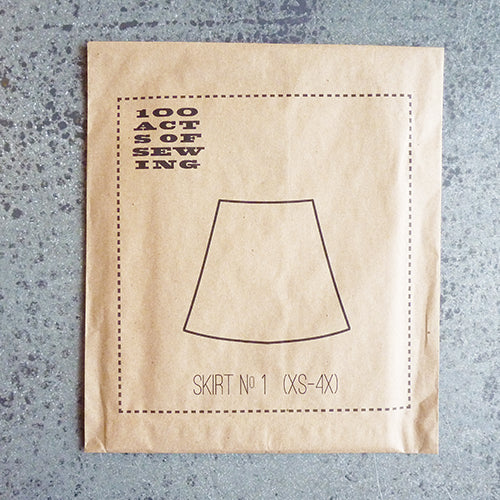 100
ACT
S OF
SEW
ING
SKIRT Nº 1 (XS-4X)